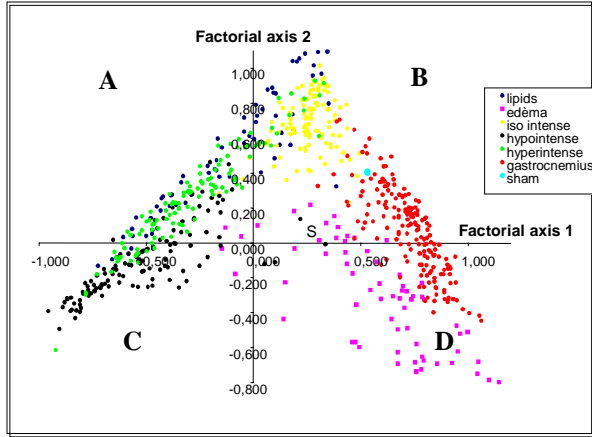 Factorial axis 2
A
B
1,000
0,800
0,600
0,400
0,200
0,000
-0,200
-0,400
-0,600
-0,800
lipids
edèma
iso intense
hypointense
hyperintense
gastrocnemius
sham
S
Factorial axis 1
-1,000
0,500
1,000
C
D